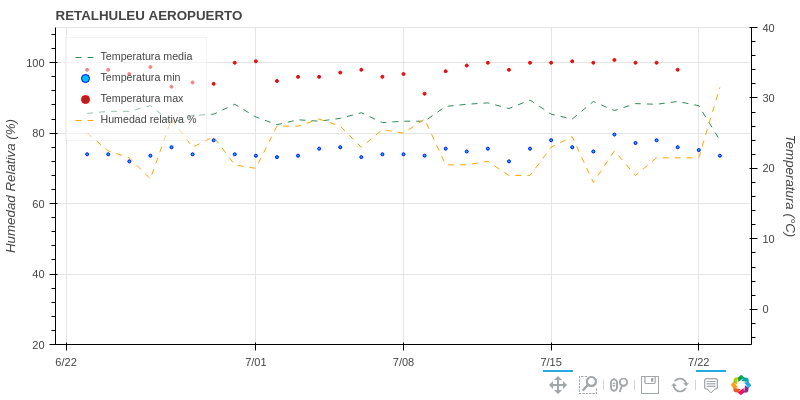 RETALHULEU AEROPUERTO
Temperatura media
Temperatura min
Temperatura max
Humedad relativa %
Humedad Relativa (%)
100
80
60
40
20
Temperatura (°C)
40
30
20
10
0
6/22
7/01
7/08
7/15
7/22